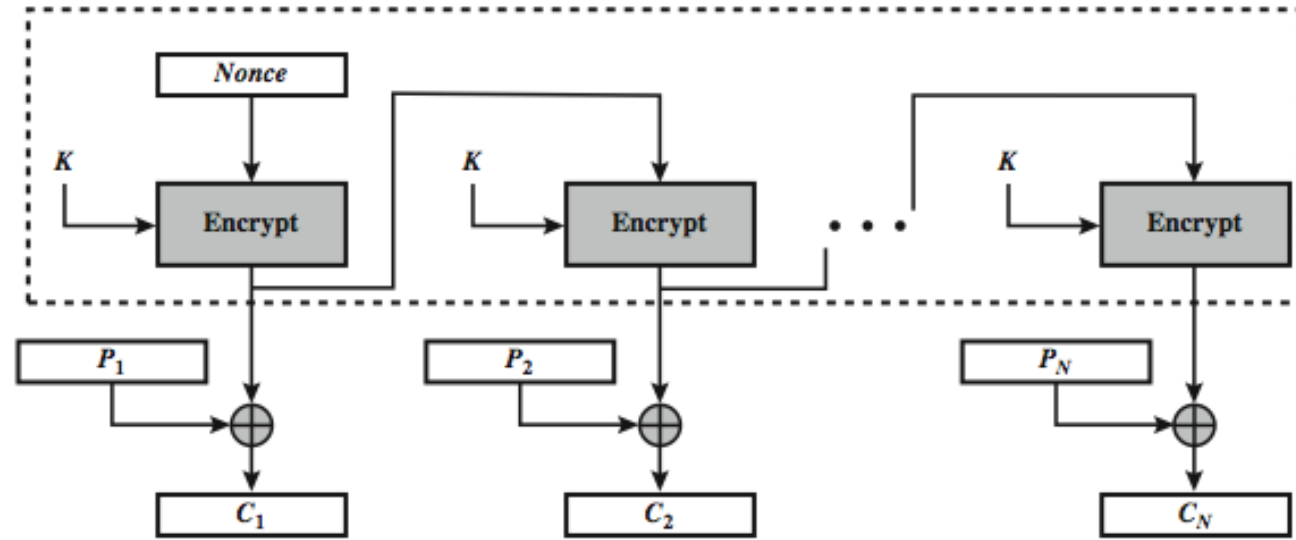 Nonce
K
K
K
Encrypt
Encrypt
• • •
Encrypt
P1
P2
PN
C1
C2
CN